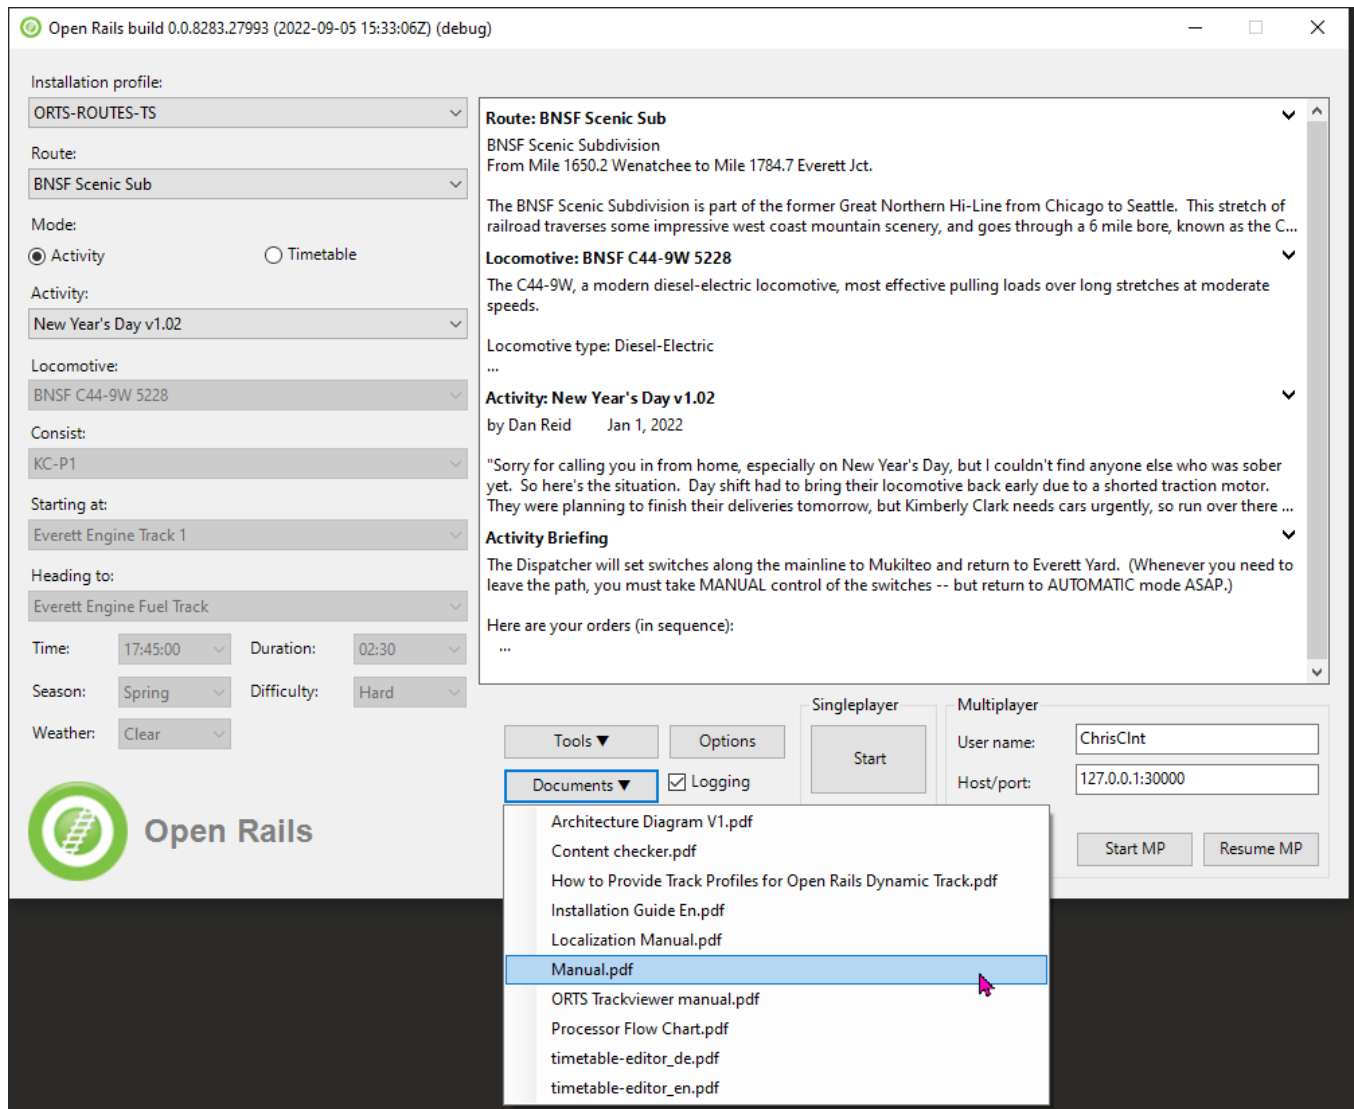 Open Rails build 0.0.8283.27993 (2022-09-05 15:33:06Z) (debug)
Installation profile:
ORTS-ROUTES-TS
Route:
BNSF Scenic Sub
Mode:
Activity
Timetable
Activity:
New Year's Day v1.02
Locomotive:
BNSF C44-9W 5228
Consist:
KC-P1
Starting at:
Everett Engine Track 1
Heading to:
Everett Engine Fuel Track
Time: 17:45:00 Duration: 02:30
Season: Spring Difficulty: Hard
Weather: Clear
Open Rails
Route: BNSF Scenic Sub
BNSF Scenic Subdivision
From Mile 1650.2 Wenatchee to Mile 1784.7 Everett Jct.
The BNSF Scenic Subdivision is part of the former Great Northern Hi-Line from Chicago to Seattle. This stretch of
railroad traverses some impressive west coast mountain scenery, and goes through a 6 mile bore, known as the C...
Locomotive: BNSF C44-9W 5228
The C44-9W, a modern diesel-electric locomotive, most effective pulling loads over long stretches at moderate
speeds.
Locomotive type: Diesel-Electric
...
Activity: New Year's Day v1.02
by Dan Reid Jan 1, 2022
"Sorry for calling you in from home, especially on New Year's Day, but I couldn't find anyone else who was sober
yet. So here's the situation. Day shift had to bring their locomotive back early due to a shorted traction motor.
They were planning to finish their deliveries tomorrow, but Kimberly Clark needs cars urgently, so run over there ...
Activity Briefing
The Dispatcher will set switches along the mainline to Mukilteo and return to Everett Yard. (Whenever you need to
leave the path, you must take MANUAL control of the switches -- but return to AUTOMATIC mode ASAP.)
Here are your orders (in sequence):
...
Tools ▼
Options
Documents ▼
Logging
Singleplayer
Start
Multiplayer
User name: ChrisCInt
Host/port: 127.0.0.1:30000
Start MP
Resume MP
Architecture Diagram V1.pdf
Content checker.pdf
How to Provide Track Profiles for Open Rails Dynamic Track.pdf
Installation Guide En.pdf
Localization Manual.pdf
Manual.pdf
ORTS Trackviewer manual.pdf
Processor Flow Chart.pdf
timetable-editor_de.pdf
timetable-editor_en.pdf